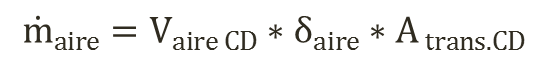 ṁaire = Vaire CD * δaire * A trans.CD